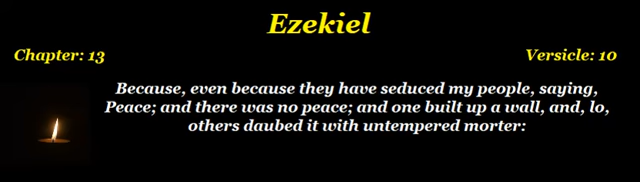 Ezekiel
Chapter: 13
Versicle: 10
Because, even because they have seduced my people, saying,
Peace; and there was no peace; and one built up a wall, and, lo,
others daubed it with untempered morter: